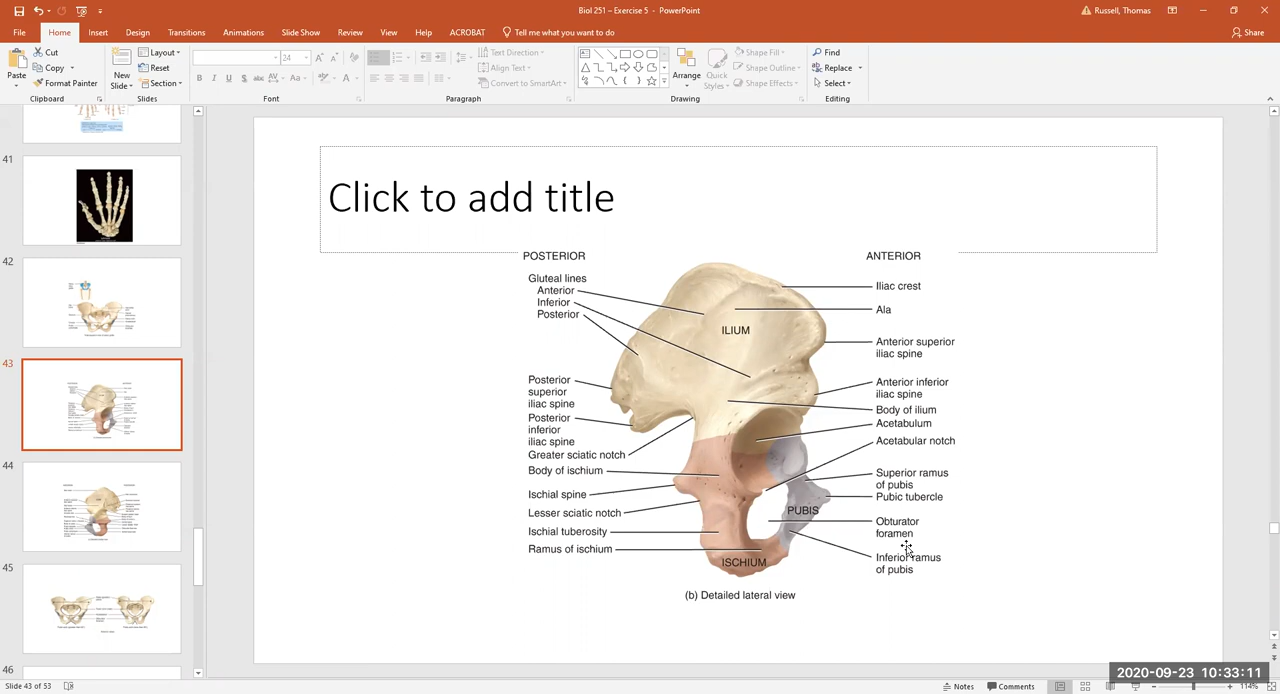 Biol 251 – Exercise 5 - PowerPoint
Russell, Thomas
File
Home
Insert
Design
Transitions
Animations
Slide Show
Review
View
Help
ACROBAT
Tell me what you want to do
Share
Paste
Cut
Copy
Format Painter
Clipboard
New
Slide
Layout
Reset
Section
Slides
24
Font
Text Direction
Align Text
Convert to SmartArt
Paragraph
Arrange
Quick
Styles
Shape Fill
Shape Outline
Shape Effects
Drawing
Find
Replace
Select
Editing
41
42
43
44
45
46
Click to add title
POSTERIOR
ANTERIOR
Gluteal lines
Anterior
Inferior
Posterior
Posterior
superior
iliac spine
Posterior
inferior
iliac spine
Greater sciatic notch
Body of ischium
Ischial spine
Lesser sciatic notch
Ischial tuberosity
Ramus of ischium
ILIUM
PUBIS
ISCHIUM
Iliac crest
Ala
Anterior superior
iliac spine
Anterior inferior
iliac spine
Body of ilium
Acetabulum
Acetabular notch
Superior ramus
of pubis
Pubic tubercle
Obturator
foramen
Inferior ramus
of pubis
(b) Detailed lateral view
2020-09-23 10:33:11
Slide 43 of 53
Notes
Comments
114%